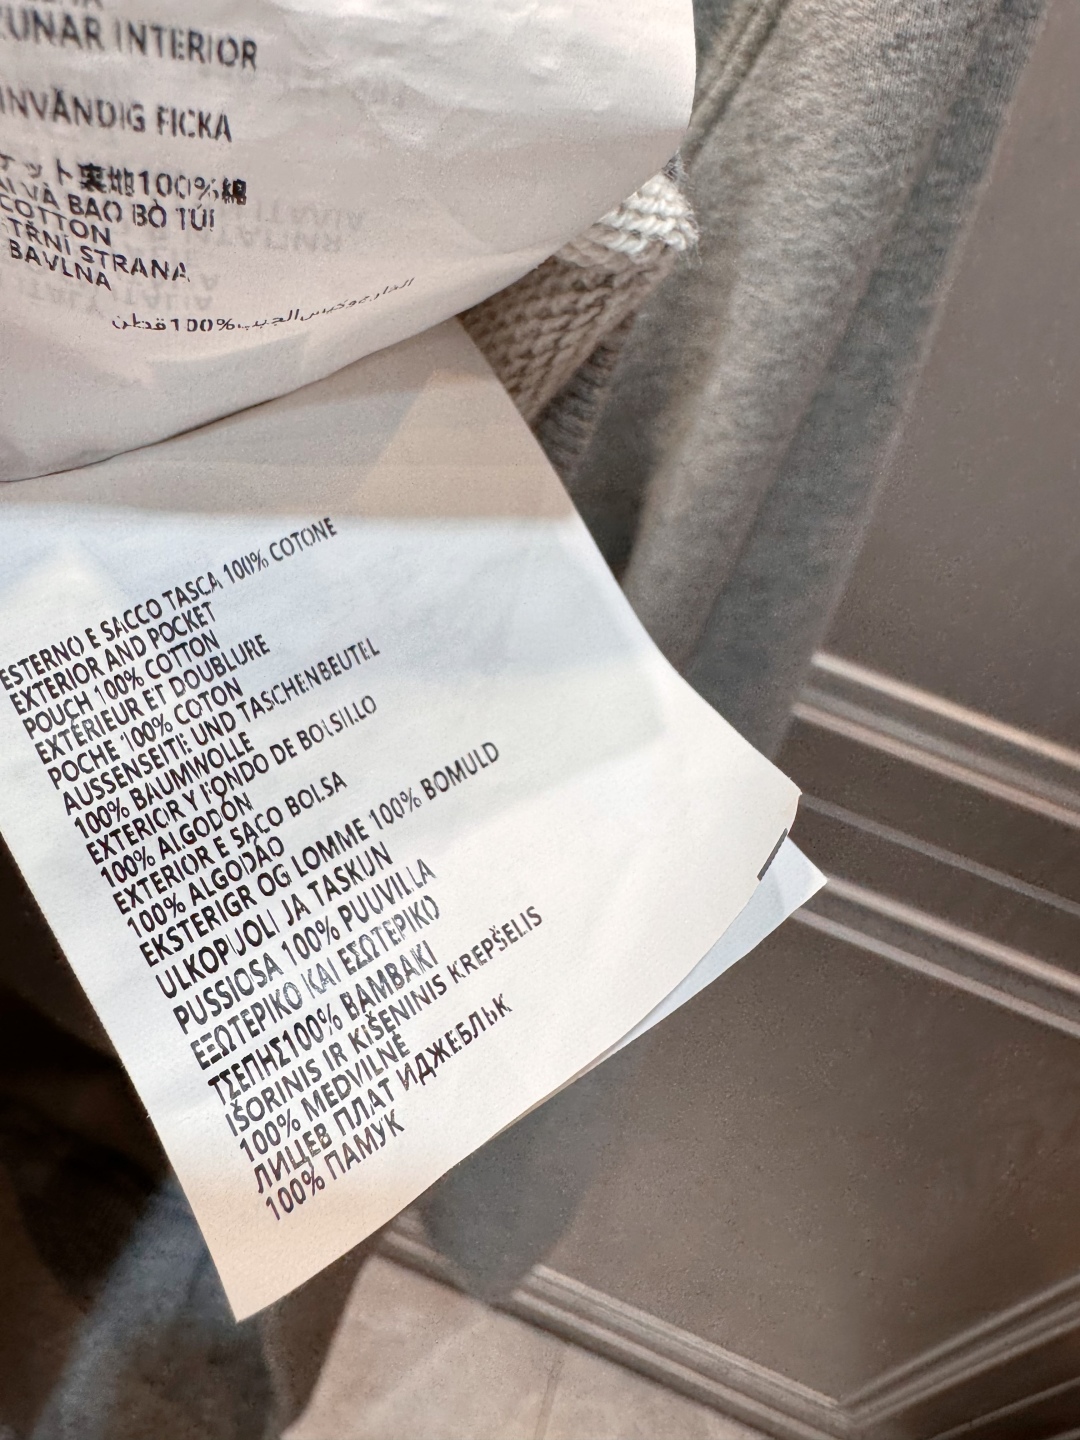 UNAR INTERIOR
INVÄNDIG FICKA
ケット裏地100%綿
VÀ BAO BÒ TÚI
COTTON
STRANA
BAVLNA
100%قطن
ESTERNO E SACCO TASCA 100% COTONE
EXTERIOR AND POCKET
POUCH 100% COTTON
EXTÉRIEUR ET DOUBLURE
POCHE 100% COTON
AUSSENSEITE UND TASCHENBEUTEL
100% BAUMWOLLE
EXTERIOR Y FONDO DE BOLSILLO
100% ALGODÓN
EXTERIOR E SACO BOLSA
100% ALGODÃO
EKSTERIGR OG LOMME 100% BOMULD
ULKOPUOLI JA TASKUN
PUSSIOSA 100% PUUVILLA
ΕΞΩΤΕΡΙΚΟ ΚΑΙ ΕΣΩΤΕΡΙΚΟ
ΤΣΕΠΗΣ100% ΒΑΜΒΑΚΙ
IŠORINIS IR KIŠENINIS KREPŠELIS
100% MEDVILNĖ
ЛИЦЕВ ПЛАТ ИДЖЕБЛЬК
100% ПАМУК